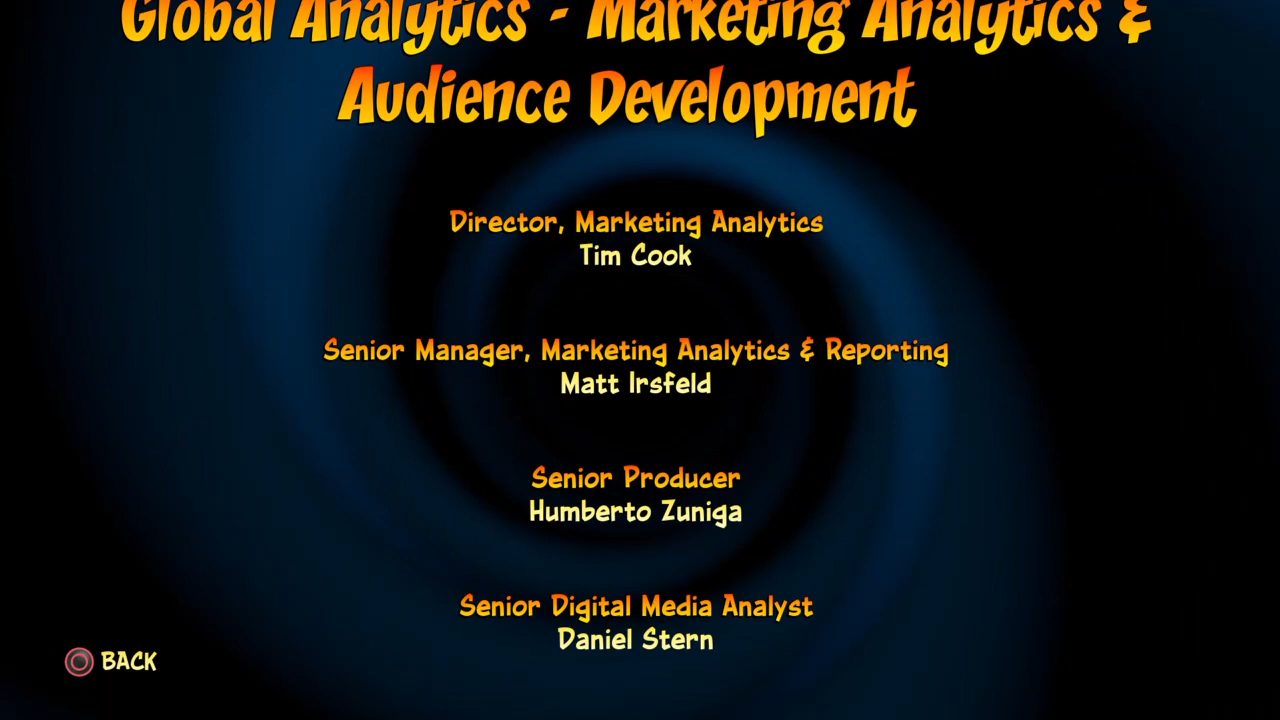 Global Analytics - Marketing Analytics &
Audience Development
Director, Marketing Analytics
Tim Cook
Senior Manager, Marketing Analytics & Reporting
Matt Irsfeld
Senior Producer
Humberto Zuniga
Senior Digital Media Analyst
Daniel Stern
BACK